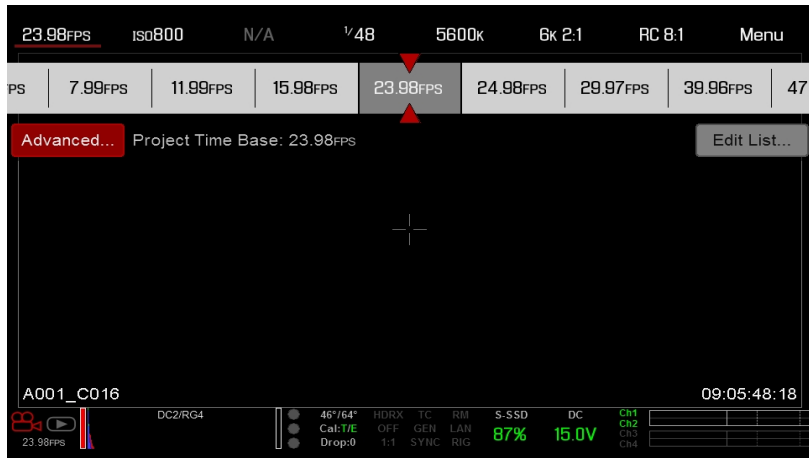 23.98FPS ISO800 N/A 1/48 5600K 6K 2:1 RC 8:1 Menu
PS 7.99FPS 11.99FPS 15.98FPS 23.98FPS 24.98FPS 29.97FPS 39.96FPS 47
Advanced... Project Time Base: 23.98FPS Edit List...
A001_C016 09:05:48:18
DC2/RG4 46°/64° HDRX TC RM S-SSD DC Ch1
Cal:T/E OFF GEN LAN 87% 15.0V Ch2
23.98FPS Drop:0 1:1 SYNC RIG Ch3
Ch4